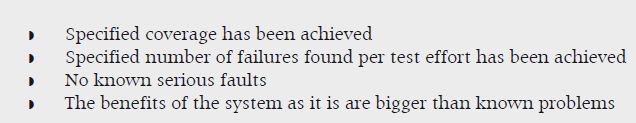 Specified coverage has been achieved
Specified number of failures found per test effort has been achieved
No known serious faults
The benefits of the system as it is are bigger than known problems